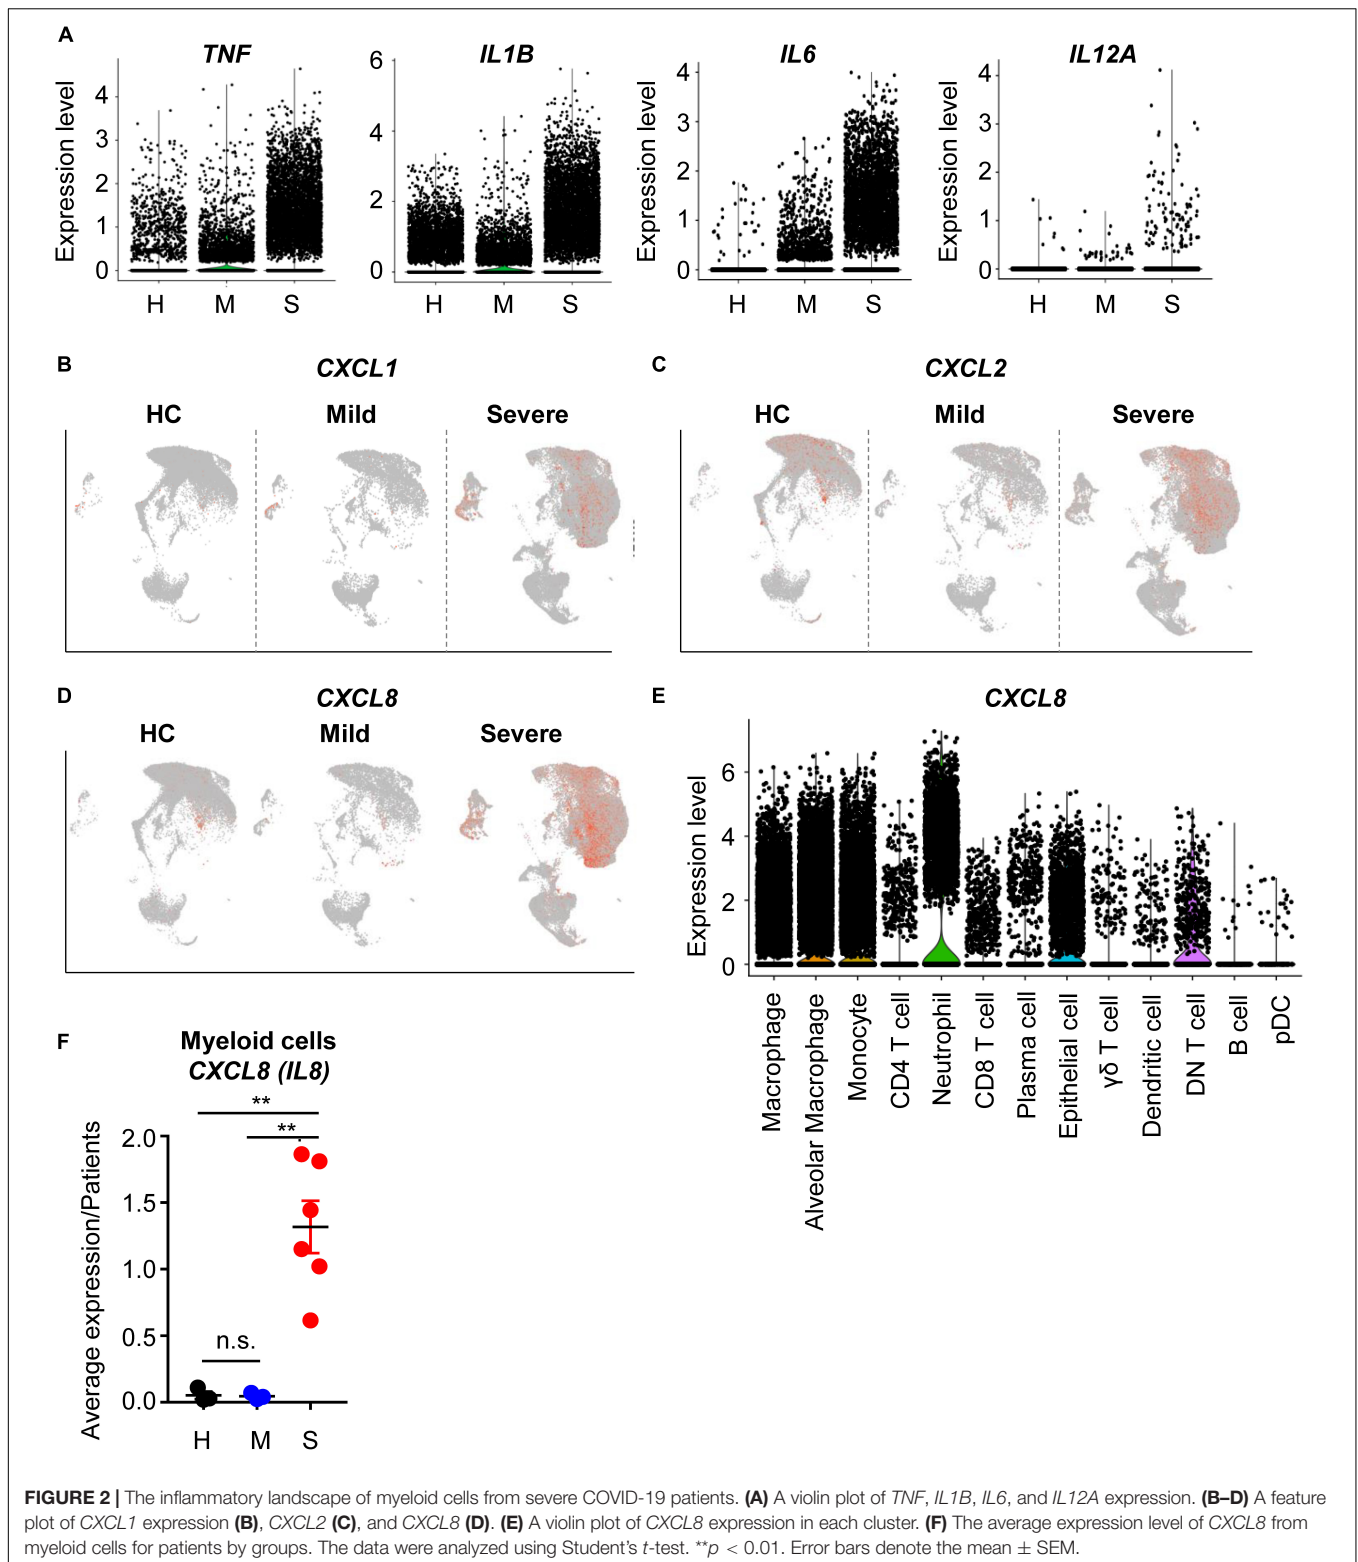 A
TNF
IL1B
IL6
IL12A
Expression level
4
3
2
1
0
H M S
Expression level
6
4
2
0
H M S
Expression level
4
3
2
1
0
H M S
Expression level
4
3
2
1
0
H M S
B
CXCL1
HC Mild Severe
C
CXCL2
HC Mild Severe
D
CXCL8
HC Mild Severe
E
CXCL8
Expression level
6
4
2
0
Macrophage
Alveolar Macrophage
Monocyte
CD4 T cell
Neutrophil
CD8 T cell
Plasma cell
Epithelial cell
γδ T cell
Dendritic cell
DN T cell
B cell
pDC
F
Myeloid cells
CXCL8 (IL8)
**
**
n.s.
Average expression/Patients
2.0
1.5
1.0
0.5
0.0
H M S
FIGURE 2 | The inflammatory landscape of myeloid cells from severe COVID-19 patients. (A) A violin plot of TNF, IL1B, IL6, and IL12A expression. (B–D) A feature
plot of CXCL1 expression (B), CXCL2 (C), and CXCL8 (D). (E) A violin plot of CXCL8 expression in each cluster. (F) The average expression level of CXCL8 from
myeloid cells for patients by groups. The data were analyzed using Student's t-test. **p < 0.01. Error bars denote the mean ± SEM.